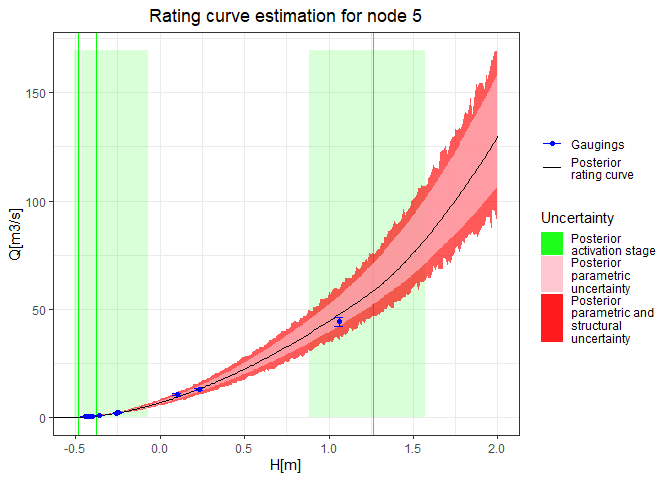 Rating curve estimation for node 5
Q[m3/s]
150
100
50
0
-0.5
0.0
0.5
1.0
1.5
2.0
H[m]
Gaugings
Posterior
rating curve
Uncertainty
Posterior
activation stage
Posterior
parametric
uncertainty
Posterior
parametric and
structural
uncertainty